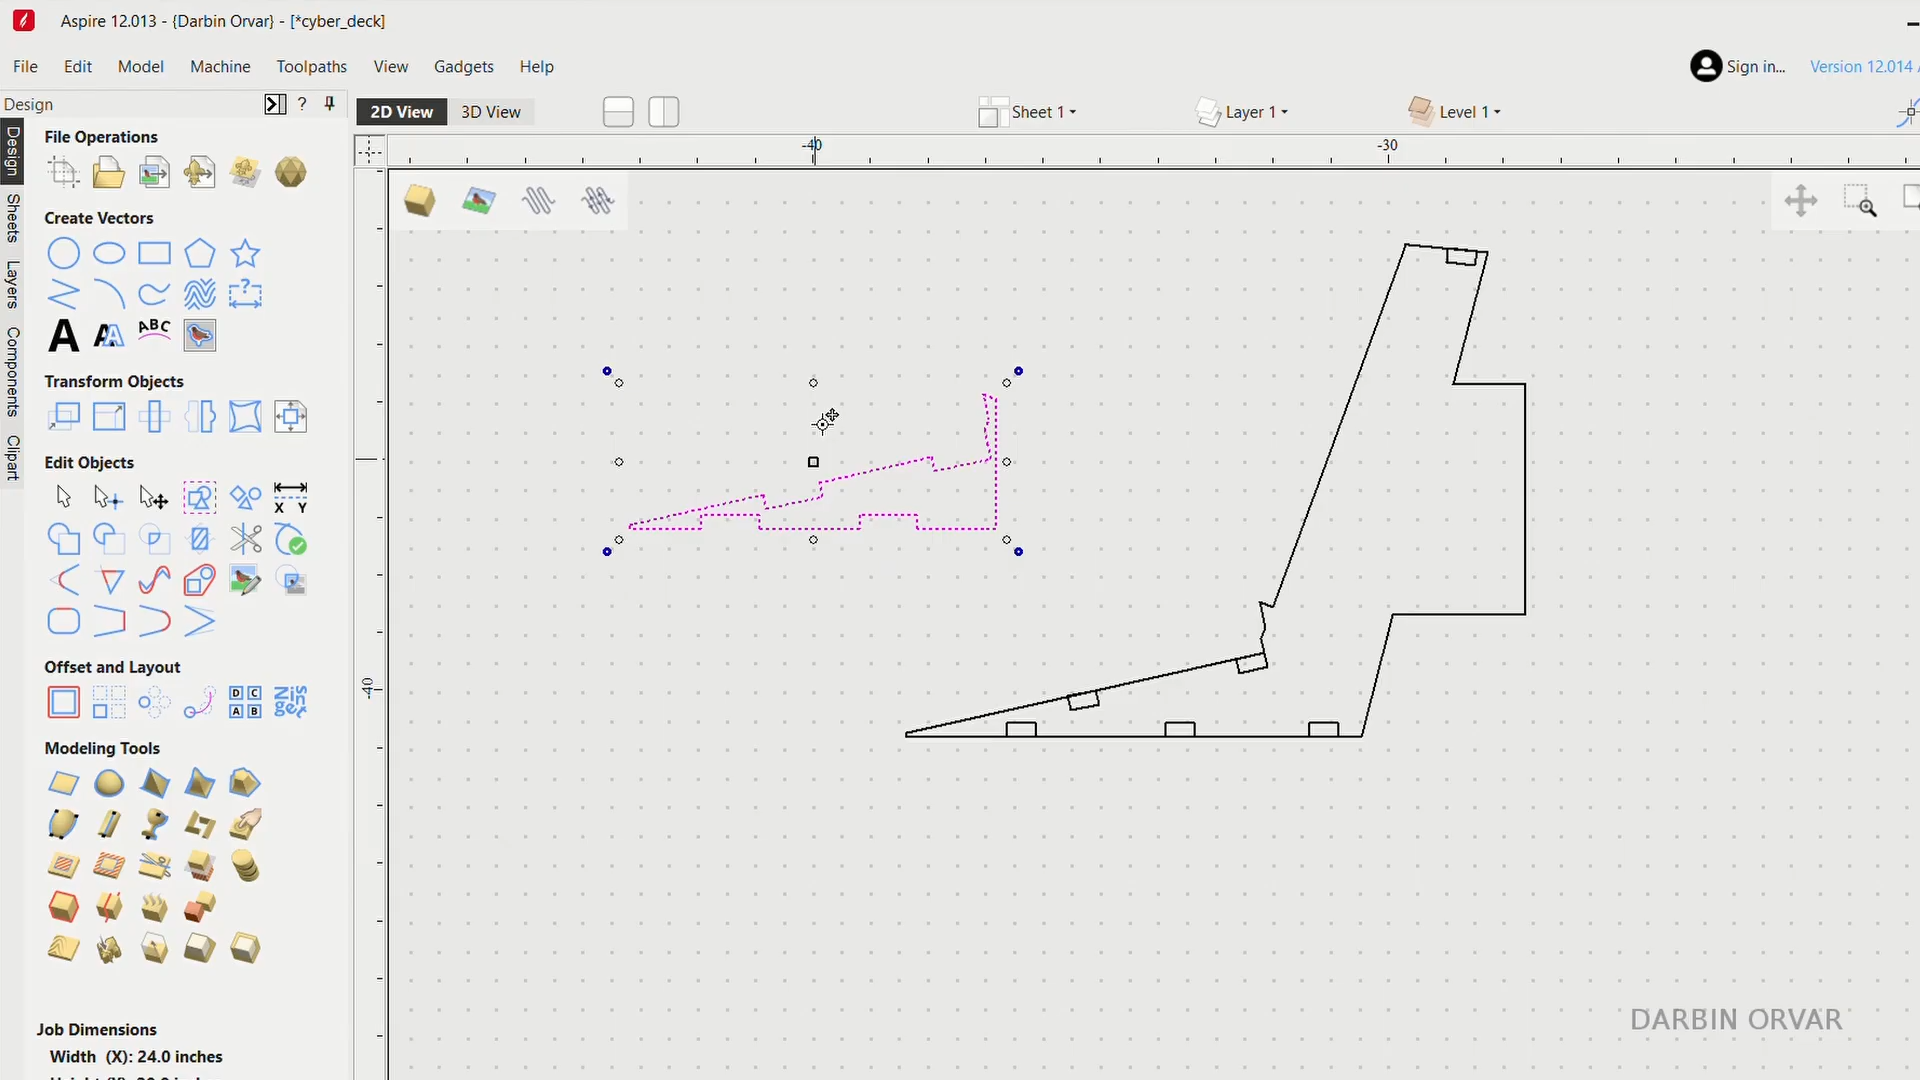 Aspire 12.013 - {Darbin Orvar} - [*cyber_deck]
File Edit Model Machine Toolpaths View Gadgets Help
Sign in... Version 12.014
Design ?
2D View 3D View Sheet 1 Layer 1 Level 1
Design
Sheets
Layers
Components
Clipart
File Operations
Create Vectors
?
A A ABC
Transform Objects
Edit Objects
X Y
Offset and Layout
D C
A B
Modeling Tools
Job Dimensions
Width (X): 24.0 inches
-40 -30
-40
DARBIN ORVAR